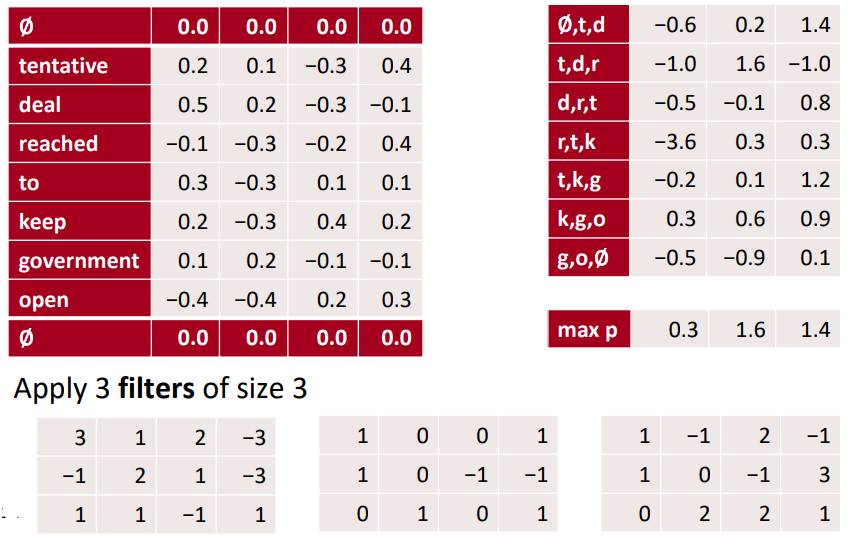 Ø 0.0 0.0 0.0 0.0
tentative 0.2 0.1 −0.3 0.4
deal 0.5 0.2 −0.3 −0.1
reached −0.1 −0.3 −0.2 0.4
to 0.3 −0.3 0.1 0.1
keep 0.2 −0.3 0.4 0.2
government 0.1 0.2 −0.1 −0.1
open −0.4 −0.4 0.2 0.3
Ø 0.0 0.0 0.0 0.0
Ø,t,d −0.6 0.2 1.4
t,d,r −1.0 1.6 −1.0
d,r,t −0.5 −0.1 0.8
r,t,k −3.6 0.3 0.3
t,k,g −0.2 0.1 1.2
k,g,o 0.3 0.6 0.9
g,o,Ø −0.5 −0.9 0.1
max p 0.3 1.6 1.4
Apply 3 filters of size 3
3 1 2 −3
−1 2 1 −3
1 1 −1 1
1 0 0 1
1 0 −1 −1
0 1 0 1
1 −1 2 −1
1 0 −1 3
0 2 2 1